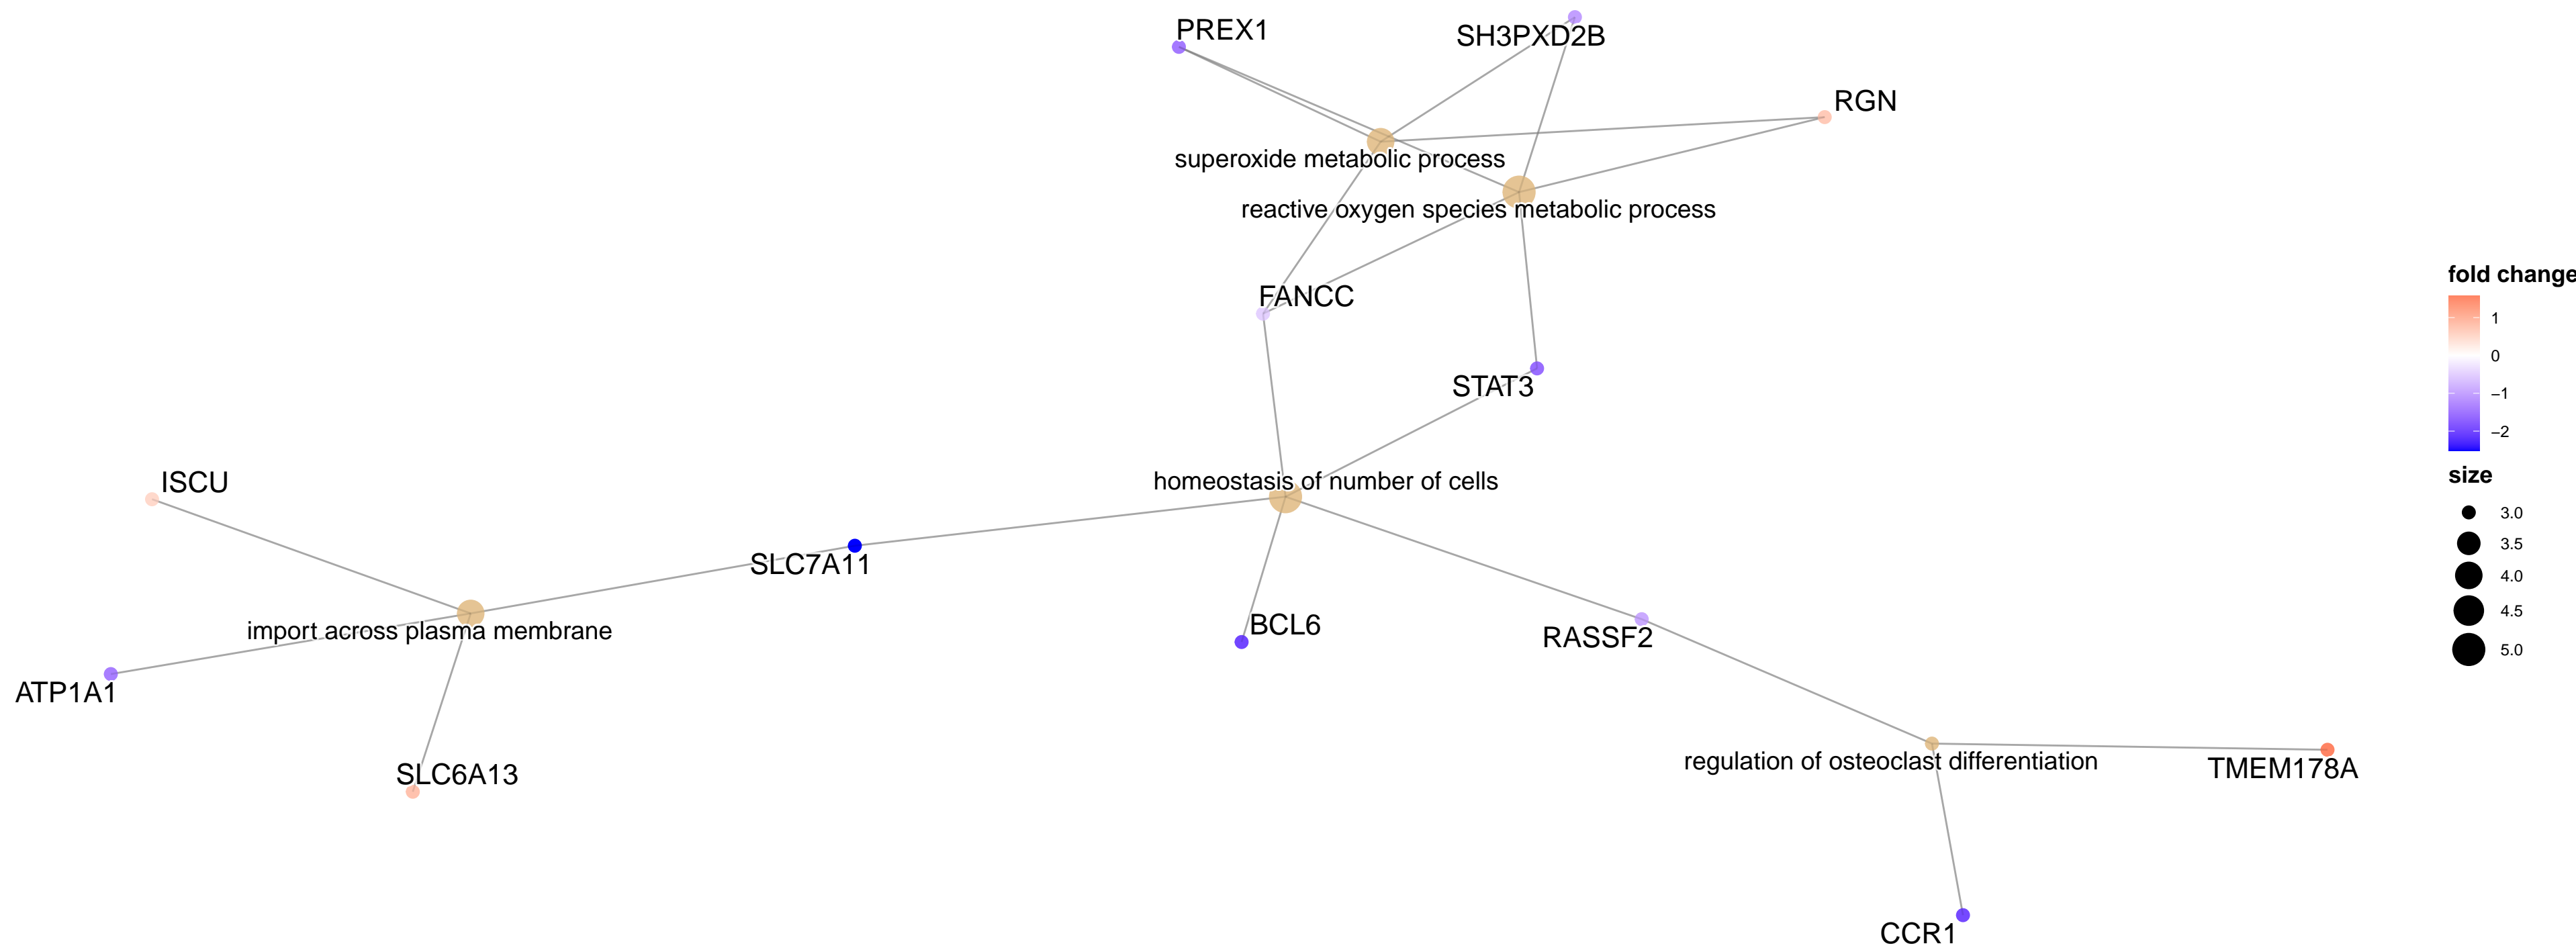 PREX1
SH3PXD2B
RGN
superoxide metabolic process
reactive oxygen species metabolic process
FANCC
STAT3
homeostasis of number of cells
ISCU
SLC7A11
import across plasma membrane
BCL6
RASSF2
ATP1A1
SLC6A13
regulation of osteoclast differentiation
TMEM178A
CCR1
fold change
1
0
−1
−2
size
3.0
3.5
4.0
4.5
5.0